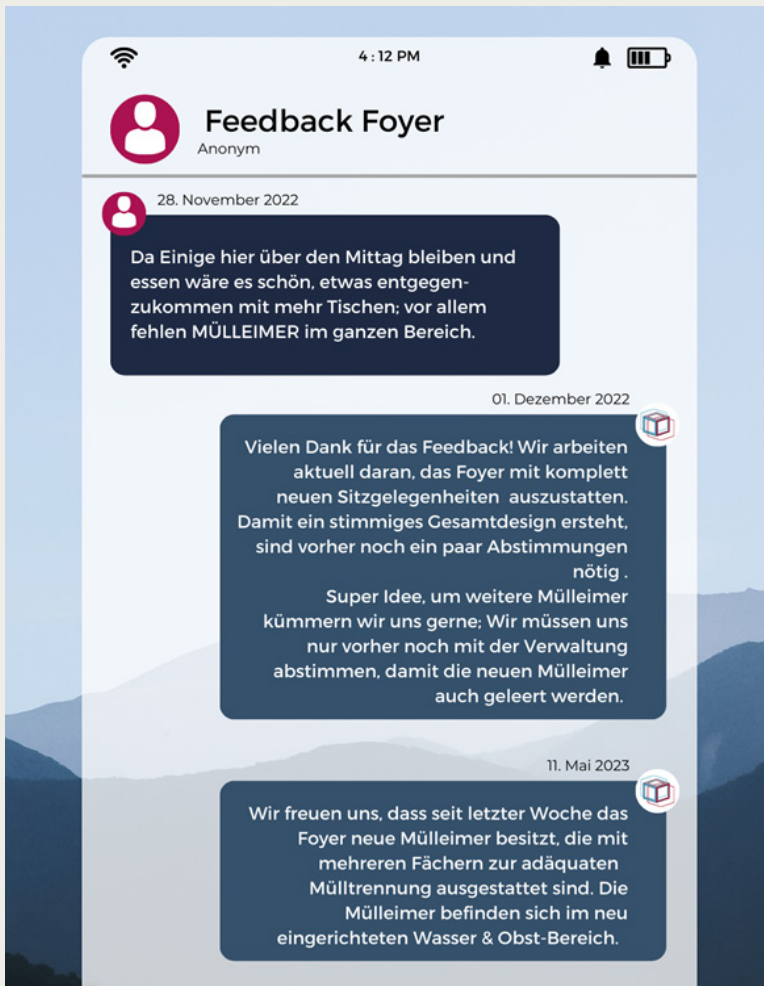 4 : 12 PM
Feedback Foyer
Anonym
28. November 2022
Da Einige hier über den Mittag bleiben und
essen wäre es schön, etwas entgegen-
zukommen mit mehr Tischen; vor allem
fehlen MÜLLEIMER im ganzen Bereich.
01. Dezember 2022
Vielen Dank für das Feedback! Wir arbeiten
aktuell daran, das Foyer mit komplett
neuen Sitzgelegenheiten auszustatten.
Damit ein stimmiges Gesamtdesign ersteht,
sind vorher noch ein paar Abstimmungen
nötig .
Super Idee, um weitere Mülleimer
kümmern wir uns gerne; Wir müssen uns
nur vorher noch mit der Verwaltung
abstimmen, damit die neuen Mülleimer
auch geleert werden.
11. Mai 2023
Wir freuen uns, dass seit letzter Woche das
Foyer neue Mülleimer besitzt, die mit
mehreren Fächern zur adäquaten
Mülltrennung ausgestattet sind. Die
Mülleimer befinden sich im neu
eingerichteten Wasser & Obst-Bereich.